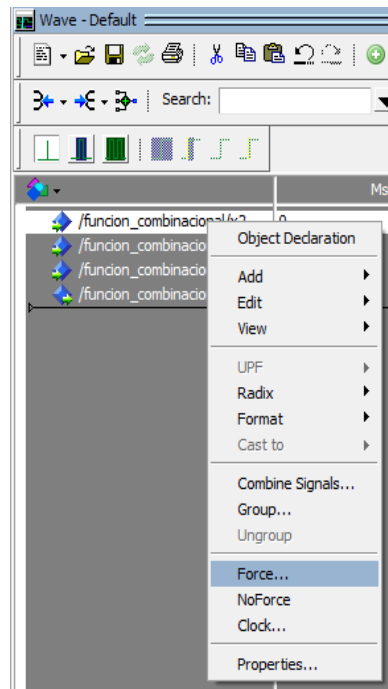 Wave - Default
Search:
Ms
/funcion_combinacional/x2 0
/funcion_combinacio
/funcion_combinacio
/funcion_combinacio
Object Declaration
Add
Edit
View
UPF
Radix
Format
Cast to
Combine Signals...
Group...
Ungroup
Force...
NoForce
Clock...
Properties...